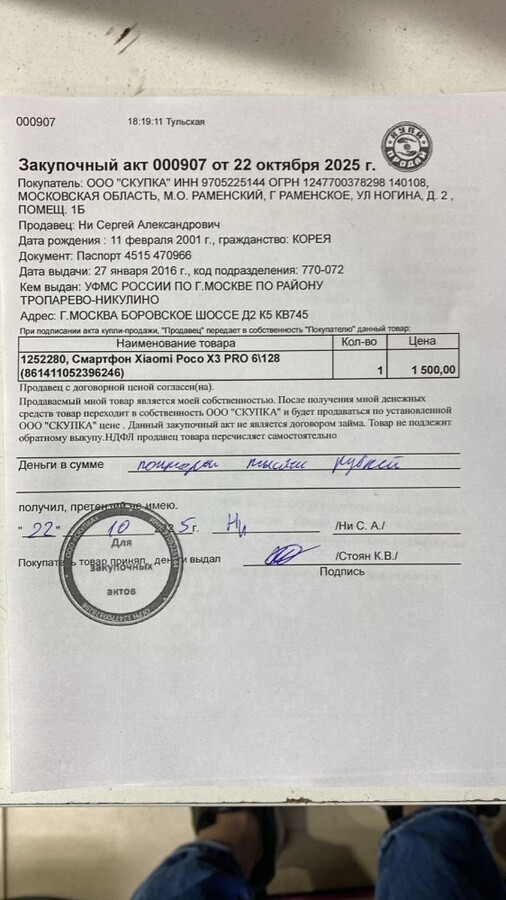 000907
18:19:11 Тульская
КУПИ
ПРОДАЙ
Закупочный акт 000907 от 22 октября 2025 г.
Покупатель: ООО "СКУПКА" ИНН 9705225144 ОГРН 1247700378298 140108,
МОСКОВСКАЯ ОБЛАСТЬ, М.О. РАМЕНСКИЙ, Г РАМЕНСКОЕ, УЛ НОГИНА, Д. 2 ,
ПОМЕЩ. 1Б
Продавец: Ни Сергей Александрович
Дата рождения : 11 февраля 2001 г., гражданство: КОРЕЯ
Документ: Паспорт 4515 470966
Дата выдачи: 27 января 2016 г., код подразделения: 770-072
Кем выдан: УФМС РОССИИ ПО Г.МОСКВЕ ПО РАЙОНУ
ТРОПАРЕВО-НИКУЛИНО
Адрес: Г.МОСКВА БОРОВСКОЕ ШОССЕ Д2 К5 КВ745
При подписании акта купли-продажи, "Продавец" передает в собственность "Покупателю" данный товар:
Наименование товара Кол-во Цена
1252280, Смартфон Xiaomi Poco X3 PRO 6\128
(861411052396246) 1 1 500,00
Продавец с договорной ценой согласен(на).
Продаваемый мной товар является моей собственностью. После получения мной денежных
средств товар переходит в собственность ООО "СКУПКА" и будет продаваться по установленной
ООО "СКУПКА" цене . Данный закупочный акт не является договором займа. Товар не подлежит
обратному выкупу.НДФЛ продавец товара перечисляет самостоятельно
Деньги в сумме полторы тысячи рублей
получил, претензий не имею.
"22" 10 2025г. Ни /Ни С. А./
Покупатель товар принял, деньги выдал /Стоян К.В./
Подпись
Для
закупочных
актов